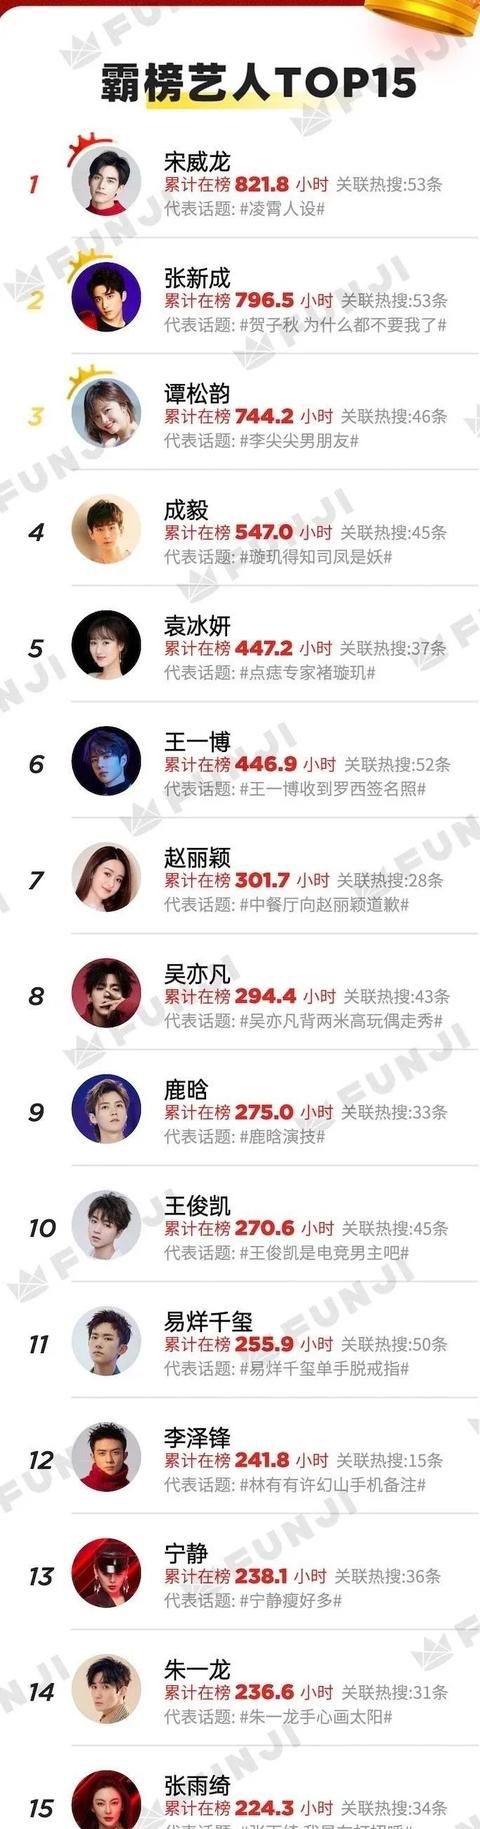 霸榜艺人TOP15
1
宋威龙
累计在榜 821.8 小时 关联热搜:53条
代表话题: #凌霄人设#
2
张新成
累计在榜 796.5 小时 关联热搜:53条
代表话题: #贺子秋 为什么都不要我了#
3
谭松韵
累计在榜 744.2 小时 关联热搜:46条
代表话题: #李尖尖男朋友#
4
成毅
累计在榜 547.0 小时 关联热搜:45条
代表话题: #璇玑得知司凤是妖#
5
袁冰妍
累计在榜 447.2 小时 关联热搜:37条
代表话题: #点痣专家褚璇玑#
6
王一博
累计在榜 446.9 小时 关联热搜:52条
代表话题: #王一博收到罗西签名照#
7
赵丽颖
累计在榜 301.7 小时 关联热搜:28条
代表话题: #中餐厅向赵丽颖道歉#
8
吴亦凡
累计在榜 294.4 小时 关联热搜:43条
代表话题: #吴亦凡背两米高玩偶走秀#
9
鹿晗
累计在榜 275.0 小时 关联热搜:33条
代表话题: #鹿晗演技#
10
王俊凯
累计在榜 270.6 小时 关联热搜:45条
代表话题: #王俊凯是电竞男主吧#
11
易烊千玺
累计在榜 255.9 小时 关联热搜:50条
代表话题: #易烊千玺单手脱戒指#
12
李泽锋
累计在榜 241.8 小时 关联热搜:15条
代表话题: #林有有许幻山手机备注#
13
宁静
累计在榜 238.1 小时 关联热搜:36条
代表话题: #宁静瘦好多#
14
朱一龙
累计在榜 236.6 小时 关联热搜:31条
代表话题: #朱一龙手心画太阳#
15
张雨绮
累计在榜 224.3 小时 关联热搜:34条